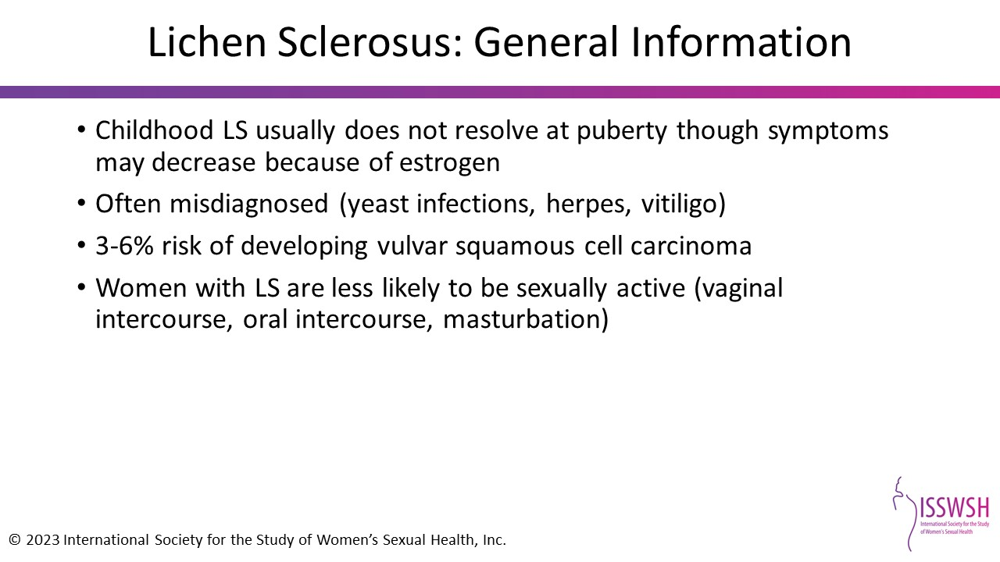 Lichen Sclerosus: General Information
• Childhood LS usually does not resolve at puberty though symptoms
may decrease because of estrogen
• Often misdiagnosed (yeast infections, herpes, vitiligo)
• 3-6% risk of developing vulvar squamous cell carcinoma
• Women with LS are less likely to be sexually active (vaginal
intercourse, oral intercourse, masturbation)
ISSWSH
International Society for the Study
of Women's Sexual Health
© 2023 International Society for the Study of Women’s Sexual Health, Inc.